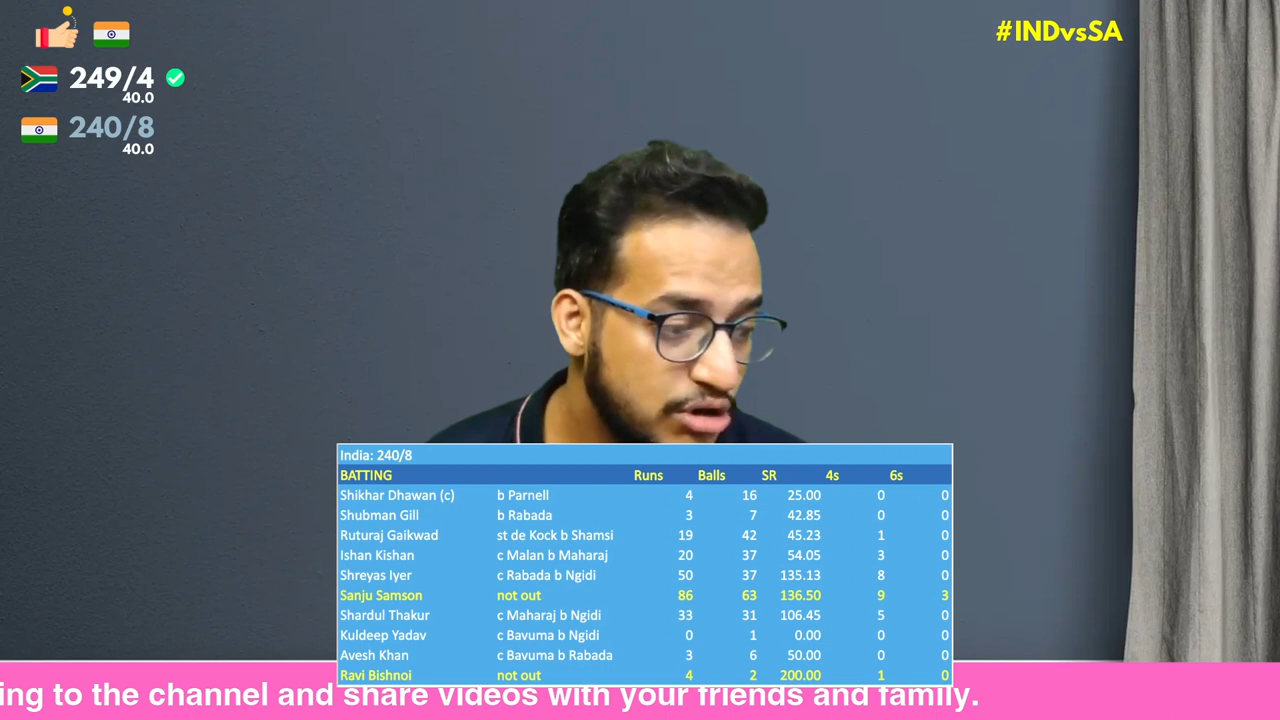 #INDvsSA
249/4
40.0
240/8
40.0
India: 240/8
BATTING Runs Balls SR 4s 6s
Shikhar Dhawan (c) b Parnell 4 16 25.00 0 0
Shubman Gill b Rabada 3 7 42.85 0 0
Ruturaj Gaikwad st de Kock b Shamsi 19 42 45.23 1 0
Ishan Kishan c Malan b Maharaj 20 37 54.05 3 0
Shreyas Iyer c Rabada b Ngidi 50 37 135.13 8 0
Sanju Samson not out 86 63 136.50 9 3
Shardul Thakur c Maharaj b Ngidi 33 31 106.45 5 0
Kuldeep Yadav c Bavuma b Ngidi 0 1 0.00 0 0
Avesh Khan c Bavuma b Rabada 3 6 50.00 0 0
Ravi Bishnoi not out 4 2 200.00 1 0
ing to the channel and share videos with your friends and family.